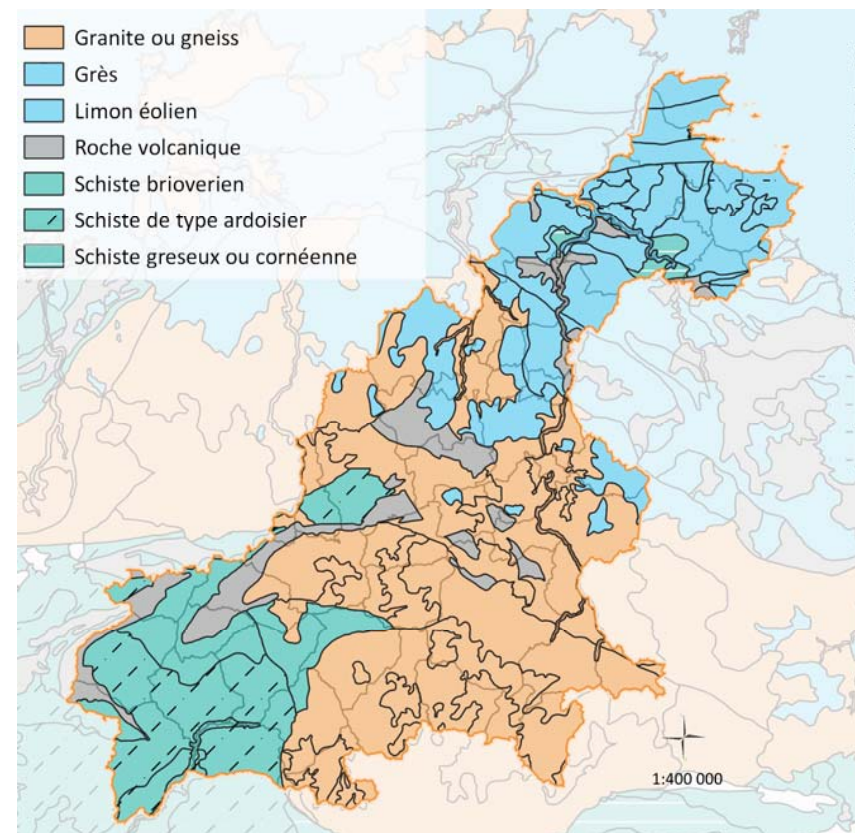 Granite ou gneiss
Grès
Limon éolien
Roche volcanique
Schiste brioverien
Schiste de type ardoisier
Schiste greseux ou cornéenne
1:400 000